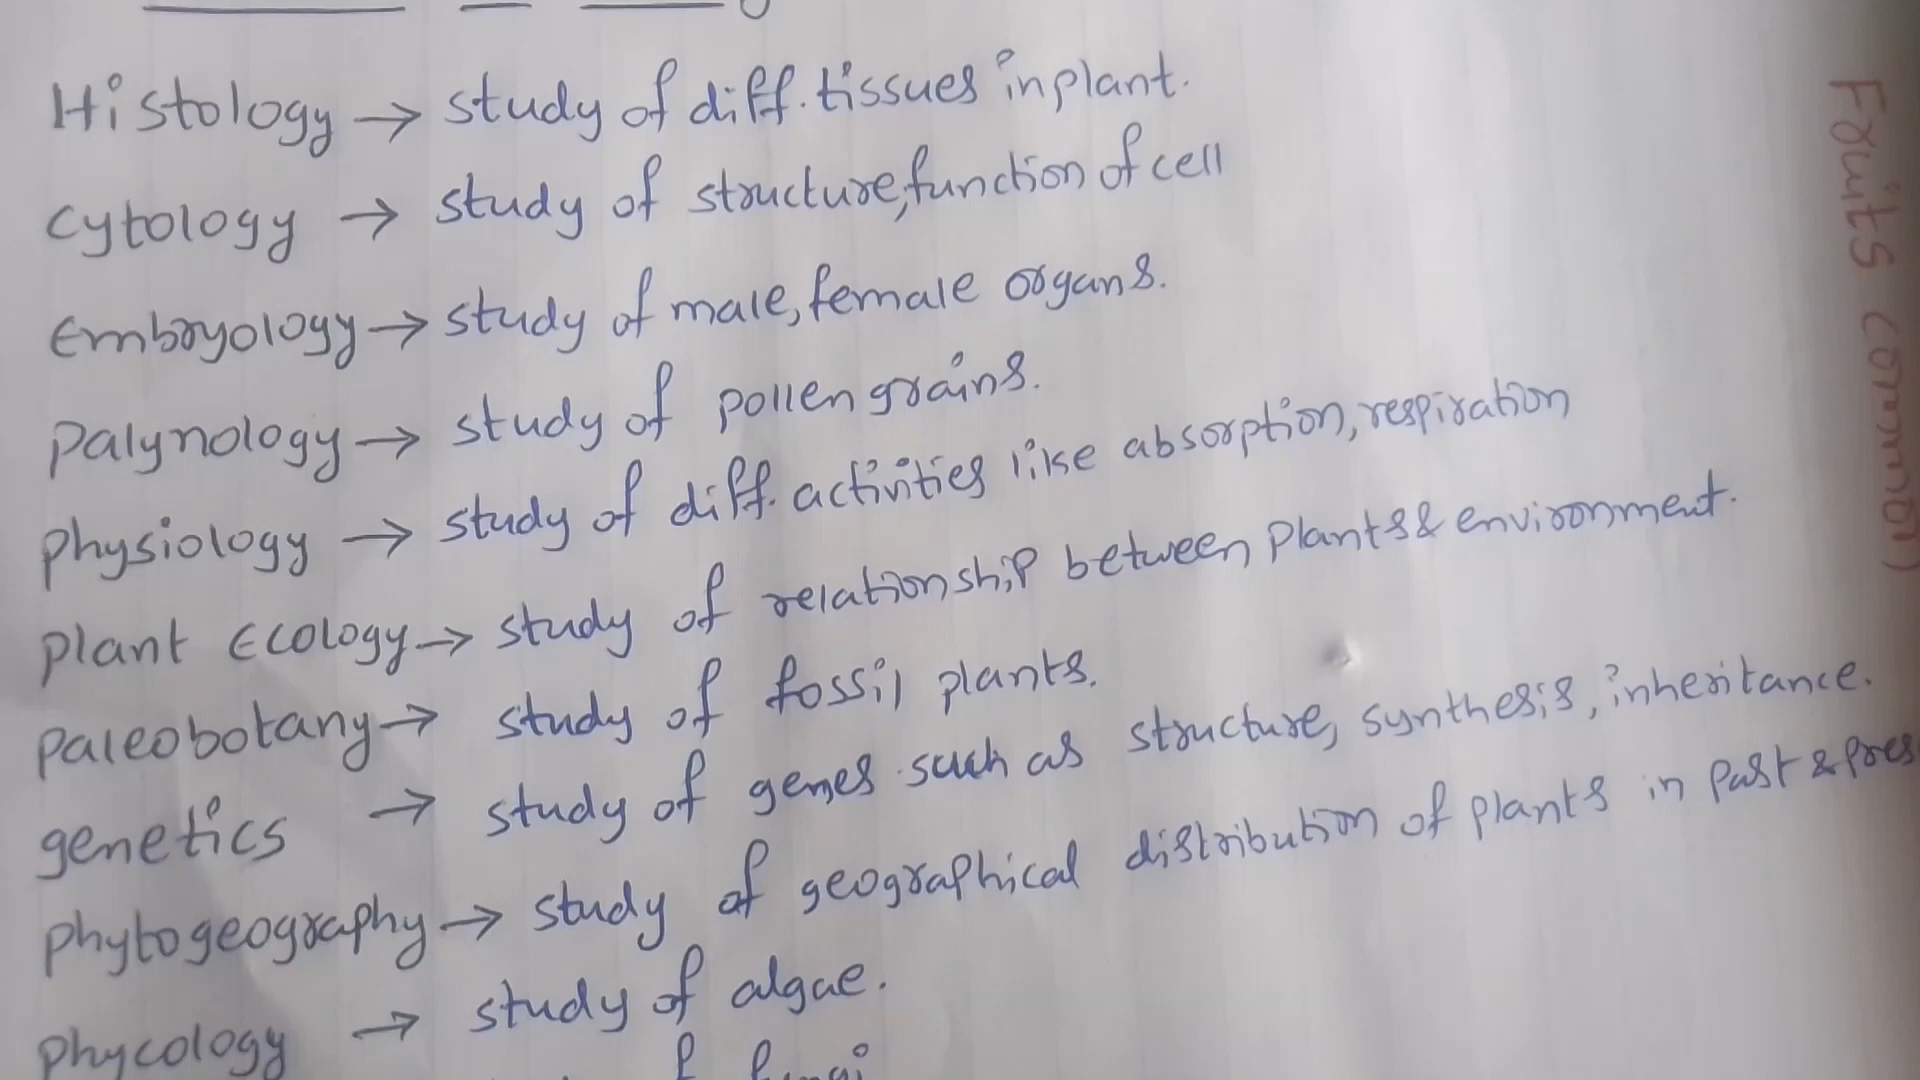 Histology → study of diff. tissues in plant.
Cytology → study of structure, function of cell
Embryology → study of male, female organs.
Palynology → study of pollen grains.
Physiology → study of diff. activities like absorption, respiration
Plant Ecology → study of relationship between Plants & environment.
Paleobotany → study of fossil plants.
genetics → study of genes such as structure, synthesis, inheritance.
Phytogeography → study of geographical distribution of plants in past & pres
Phycology → study of algae.
of fungi
Fruits common)